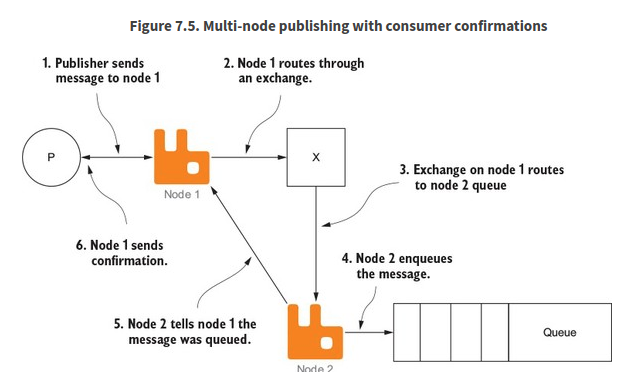 Figure 7.5. Multi-node publishing with consumer confirmations
1. Publisher sends
message to node 1
2. Node 1 routes through
an exchange.
P
X
Node 1
3. Exchange on node 1 routes
to node 2 queue
6. Node 1 sends
confirmation.
4. Node 2 enqueues
the message.
5. Node 2 tells node 1 the
message was queued.
Queue
Node 2